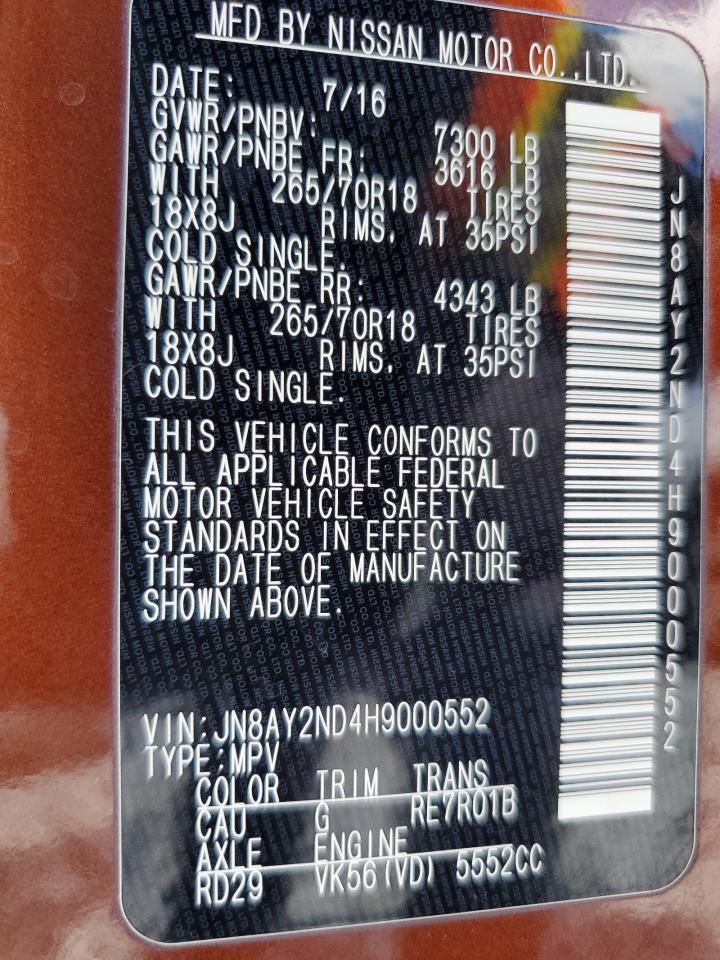 MFD BY NISSAN MOTOR CO.,LTD.
DATE: 7/16
GVWR/PNBV: 7300 LB
GAWR/PNBE FR: 3616 LB
WITH 265/70R18 TIRES
18X8J RIMS, AT 35PSI
COLD SINGLE.
GAWR/PNBE RR: 4343 LB
WITH 265/70R18 TIRES
18X8J RIMS, AT 35PSI
COLD SINGLE.
THIS VEHICLE CONFORMS TO
ALL APPLICABLE FEDERAL
MOTOR VEHICLE SAFETY
STANDARDS IN EFFECT ON
THE DATE OF MANUFACTURE
SHOWN ABOVE.
VIN:JN8AY2ND4H9000552
TYPE:MPV
COLOR TRIM TRANS
CAU G RE7R01B
AXLE ENGINE
RD29 VK56(VD) 5552CC
JN8AY2ND4H9000552